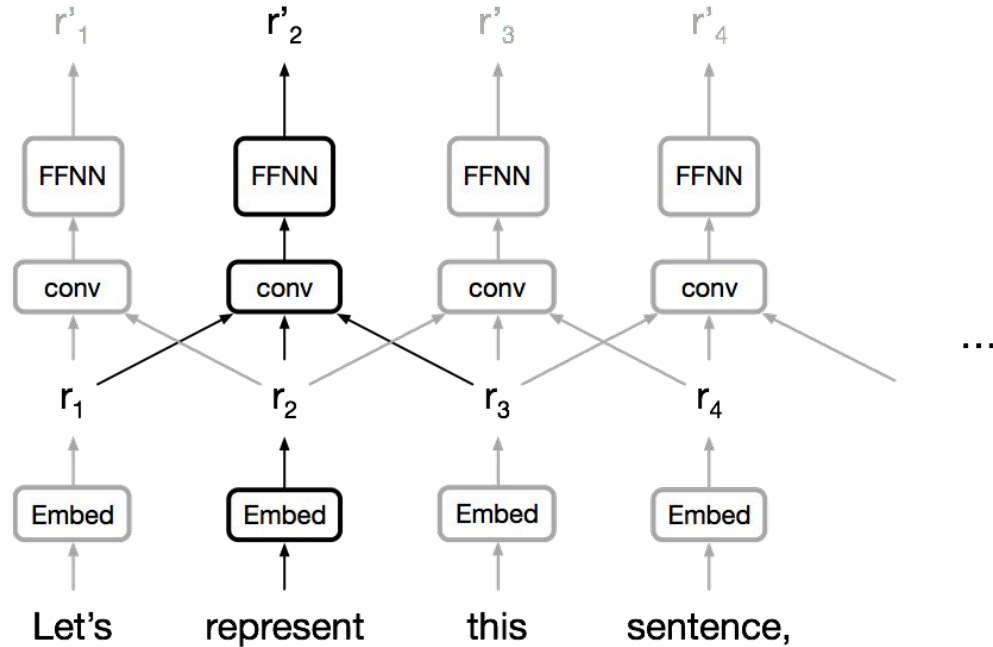 r'₁ r'₂ r'₃ r'₄
FFNN FFNN FFNN FFNN
conv conv conv conv
...
r₁ r₂ r₃ r₄
Embed Embed Embed Embed
Let's represent this sentence,